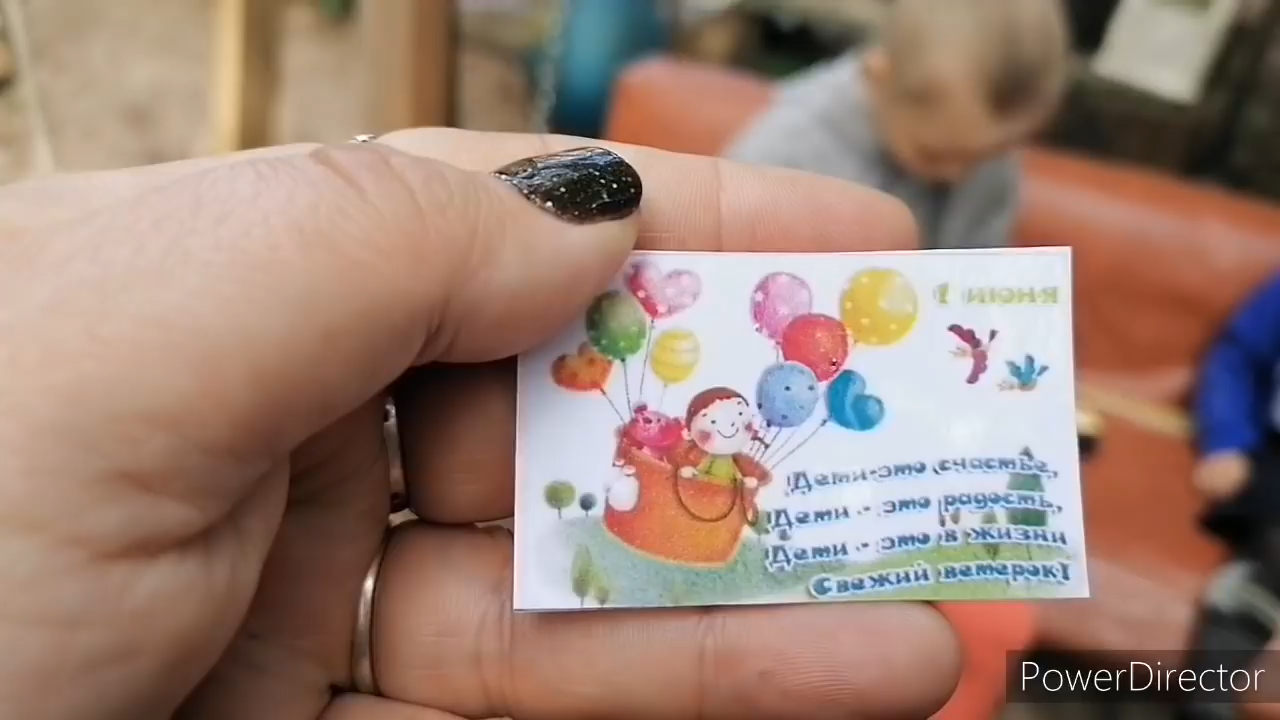 1 июня
Дети-это счастье,
Дети - это радость,
Дети - это в жизни
Свежий ветерок!
PowerDirector